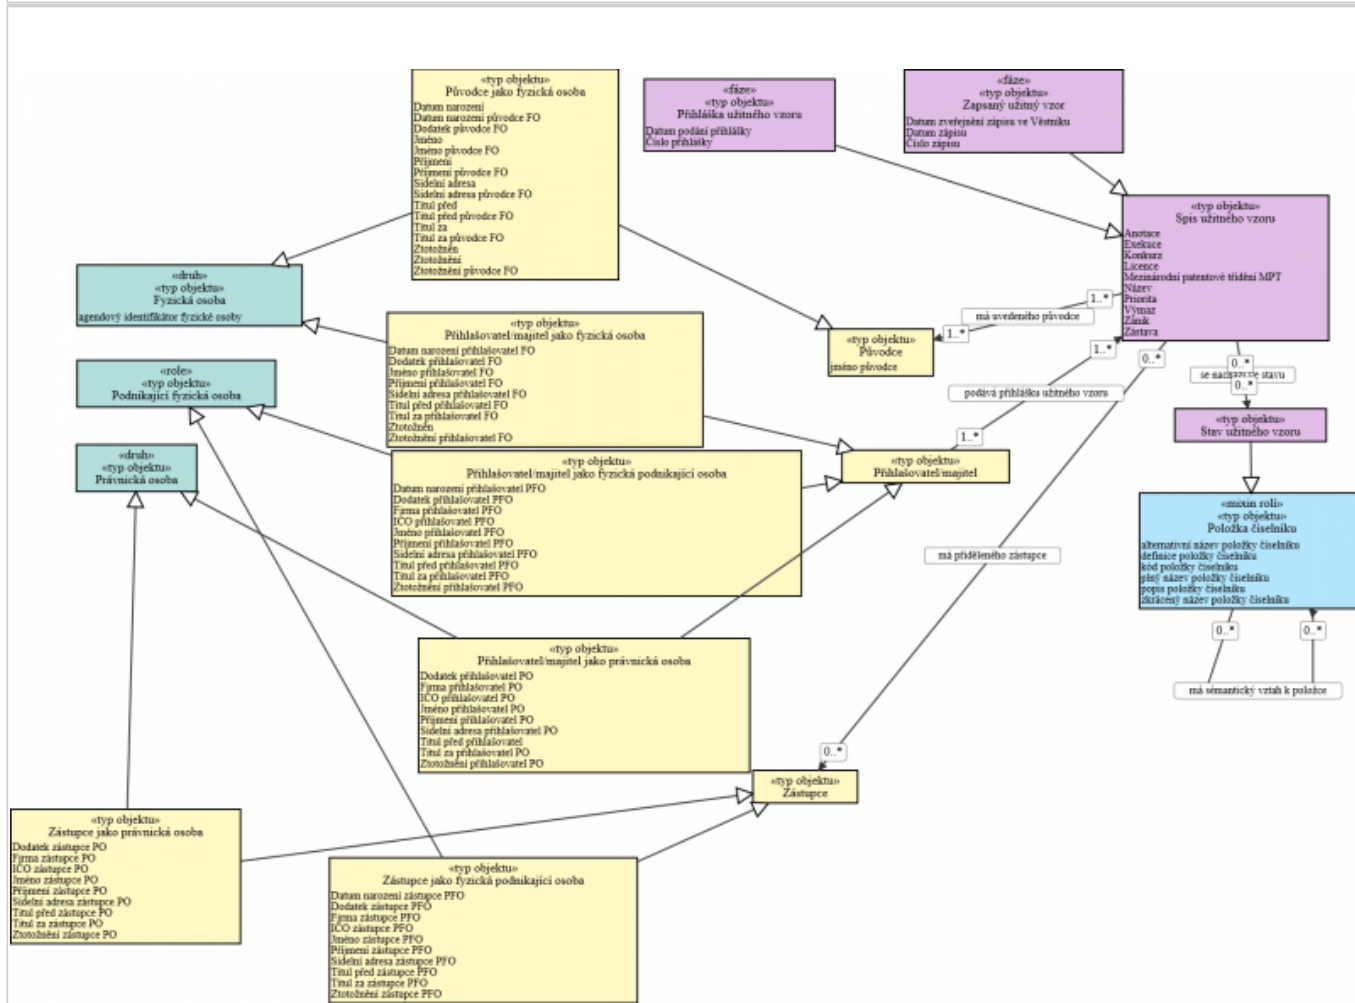 «typ objektu»
Původce jako fyzická osoba
Datum narození
Datum narození původce FO
Dodatek původce FO
Jméno
Jméno původce FO
Příjmení
Příjmení původce FO
Sídelní adresa
Sídelní adresa původce FO
Titul před
Titul před původce FO
Titul za
Titul za původce FO
Ztotožněn
Ztotožnění
Ztotožnění původce FO
«fáze»
«typ objektu»
Přihláška užitného vzoru
Datum podání přihlášky
Číslo přihlášky
«fáze»
«typ objektu»
Zapsaný užitný vzor
Datum zveřejnění zápisu ve Věstníku
Datum zápisu
Číslo zápisu
«typ objektu»
Spis užitného vzoru
Anotace
Exekuce
Konkurz
Licence
Mezinárodní patentové třídění MPT
Název
Priorita
Výmaz
Zánik
Zástava
«druh»
«typ objektu»
Fyzická osoba
agendový identifikátor fyzické osoby
1..*
má uvedeného původce
1..*
«typ objektu»
Původce
jméno původce
«typ objektu»
Přihlašovatel/majitel jako fyzická osoba
Datum narození přihlašovatel FO
Dodatek přihlašovatel FO
Jméno přihlašovatel FO
Příjmení přihlašovatel FO
Sídelní adresa přihlašovatel FO
Titul před přihlašovatel FO
Titul za přihlašovatel FO
Ztotožněn
Ztotožnění přihlašovatel FO
1..*
podává přihlášku užitného vzoru
1..*
0..*
0..*
se nachází ve stavu
0..*
«role»
«typ objektu»
Podnikající fyzická osoba
«typ objektu»
Stav užitného vzoru
«druh»
«typ objektu»
Právnická osoba
«typ objektu»
Přihlašovatel/majitel jako fyzická podnikající osoba
Datum narození přihlašovatel PFO
Dodatek přihlašovatel PFO
Firma přihlašovatel PFO
IČO přihlašovatel PFO
Jméno přihlašovatel PFO
Příjmení přihlašovatel PFO
Sídelní adresa přihlašovatel PFO
Titul před přihlašovatel PFO
Titul za přihlašovatel PFO
Ztotožnění přihlašovatel PFO
«typ objektu»
Přihlašovatel/majitel
«mixin rolí»
«typ objektu»
Položka číselníku
alternativní název položky číselníku
definice položky číselníku
kód položky číselníku
plný název položky číselníku
popis položky číselníku
zkrácený název položky číselníku
má přiděleného zástupce
0..*
0..*
má sémantický vztah k položce
«typ objektu»
Přihlašovatel/majitel jako právnická osoba
Dodatek přihlašovatel PO
Firma přihlašovatel PO
IČO přihlašovatel PO
Jméno přihlašovatel PO
Příjmení přihlašovatel PO
Sídelní adresa přihlašovatel PO
Titul před přihlašovatel
Titul za přihlašovatel PO
Ztotožnění přihlašovatel PO
0..*
«typ objektu»
Zástupce
«typ objektu»
Zástupce jako právnická osoba
Dodatek zástupce PO
Firma zástupce PO
IČO zástupce PO
Jméno zástupce PO
Příjmení zástupce PO
Sídelní adresa zástupce PO
Titul před zástupce PO
Titul za zástupce PO
Ztotožnění zástupce PO
«typ objektu»
Zástupce jako fyzická podnikající osoba
Datum narození zástupce PFO
Dodatek zástupce PFO
Firma zástupce PFO
IČO zástupce PFO
Jméno zástupce PFO
Příjmení zástupce PFO
Sídelní adresa zástupce PFO
Titul před zástupce PFO
Titul za zástupce PFO
Ztotožnění zástupce PFO